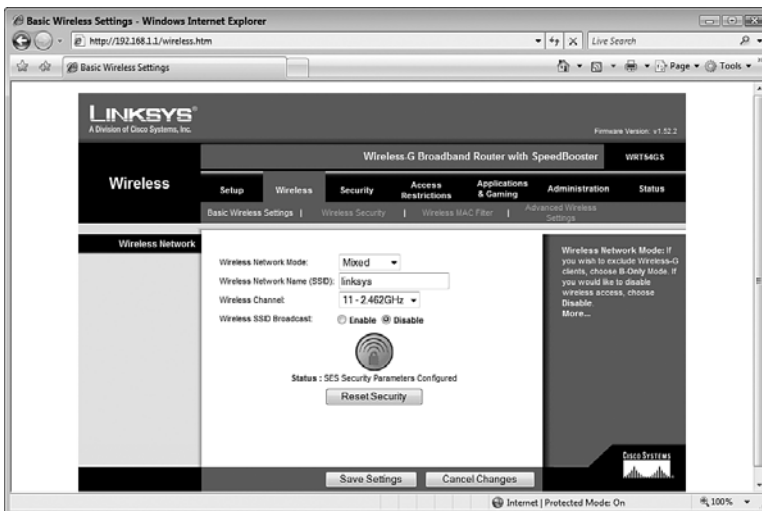 Basic Wireless Settings - Windows Internet Explorer
http://192.168.1.1/wireless.htm
Live Search
Basic Wireless Settings
Page
Tools
LINKSYS®
A Division of Cisco Systems, Inc.
Firmware Version: v1.52.2
Wireless-G Broadband Router with SpeedBooster
WRT54GS
Wireless
Setup
Wireless
Security
Access Restrictions
Applications & Gaming
Administration
Status
Basic Wireless Settings |
Wireless Security |
Wireless MAC Filter |
Advanced Wireless Settings
Wireless Network
Wireless Network Mode: Mixed
Wireless Network Name (SSID): linksys
Wireless Channel: 11 - 2.462GHz
Wireless SSID Broadcast: Enable Disable
Status : SES Security Parameters Configured
Reset Security
Wireless Network Mode: If
you wish to exclude Wireless-G
clients, choose B-Only Mode. If
you would like to
disable
wireless access, choose
Disable.
More...
CISCO SYSTEMS
Save Settings
Cancel Changes
Internet | Protected Mode: On
100%